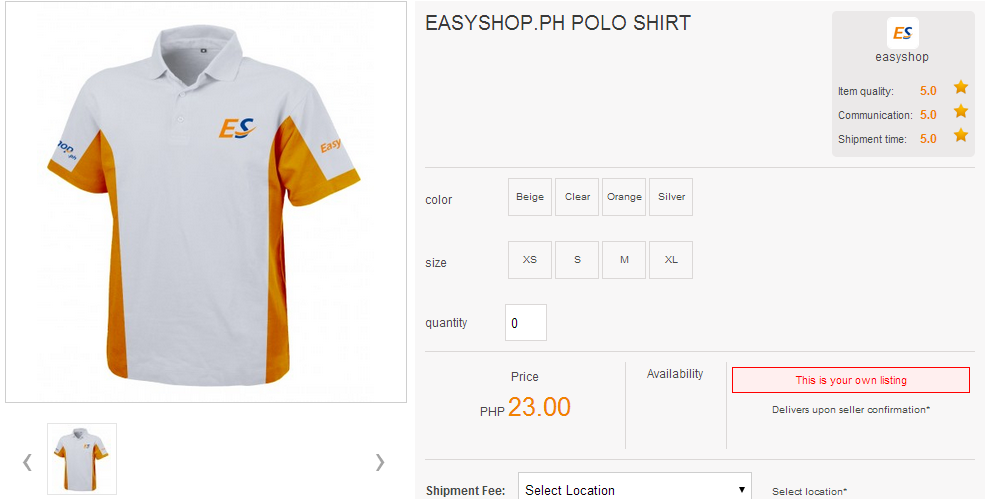 EASYSHOP.PH POLO SHIRT
ES
easyshop
Item quality: 5.0
Communication: 5.0
Shipment time: 5.0
ES
hop
.ph
Easy
color Beige Clear Orange Silver
size XS S M XL
quantity 0
Price
PHP 23.00
Availability
This is your own listing
Delivers upon seller confirmation*
Shipment Fee: Select Location
Select location*